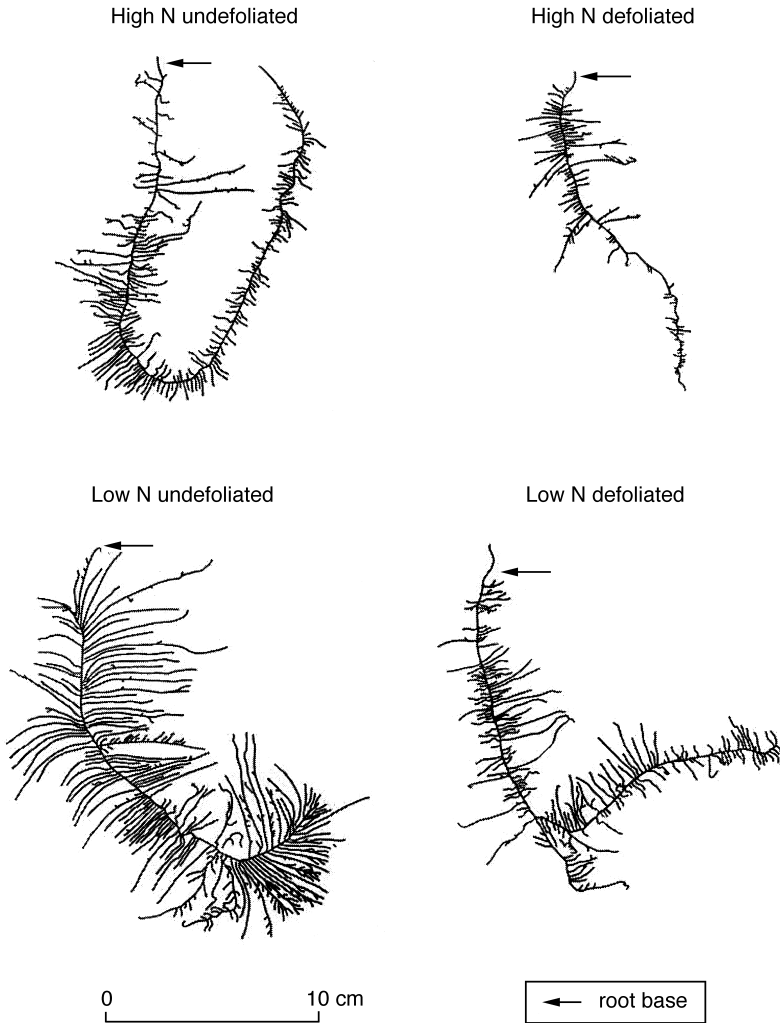 High N undefoliated
High N defoliated
Low N undefoliated
Low N defoliated
0 10 cm
root base